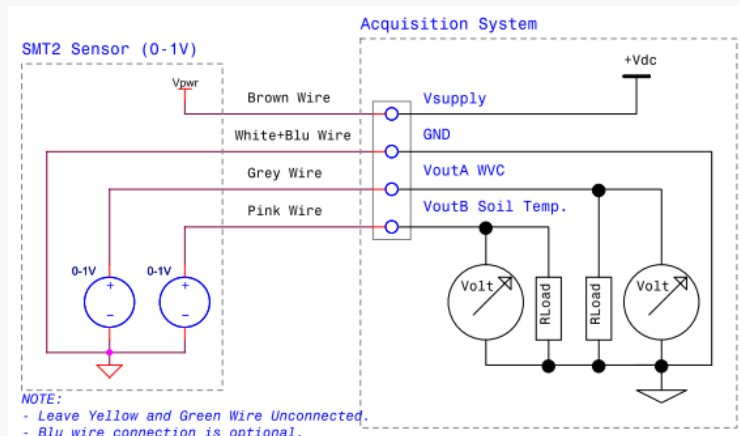 Acquisition System
SMT2 Sensor (0-1V)
+Vdc
Vpwr
Brown Wire
Vsupply
White+Blu Wire
GND
Grey Wire
VoutA WVC
Pink Wire
VoutB Soil Temp.
0-1V
0-1V
+
+
-
-
Volt
RLoad
RLoad
Volt
NOTE:
- Leave Yellow and Green Wire Unconnected.
- Blu wire connection is optional.